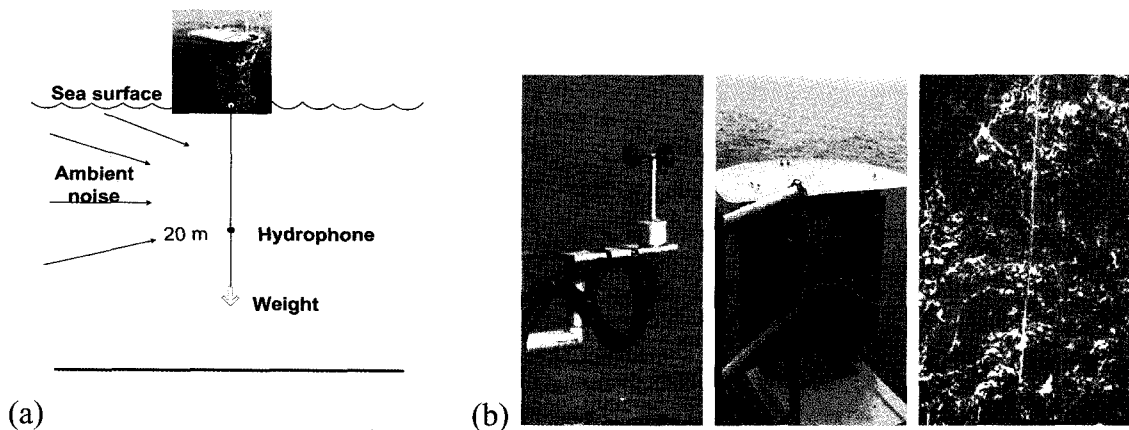 Sea surface
Ambient
noise
20 m
Hydrophone
Weight
(a)
(b)